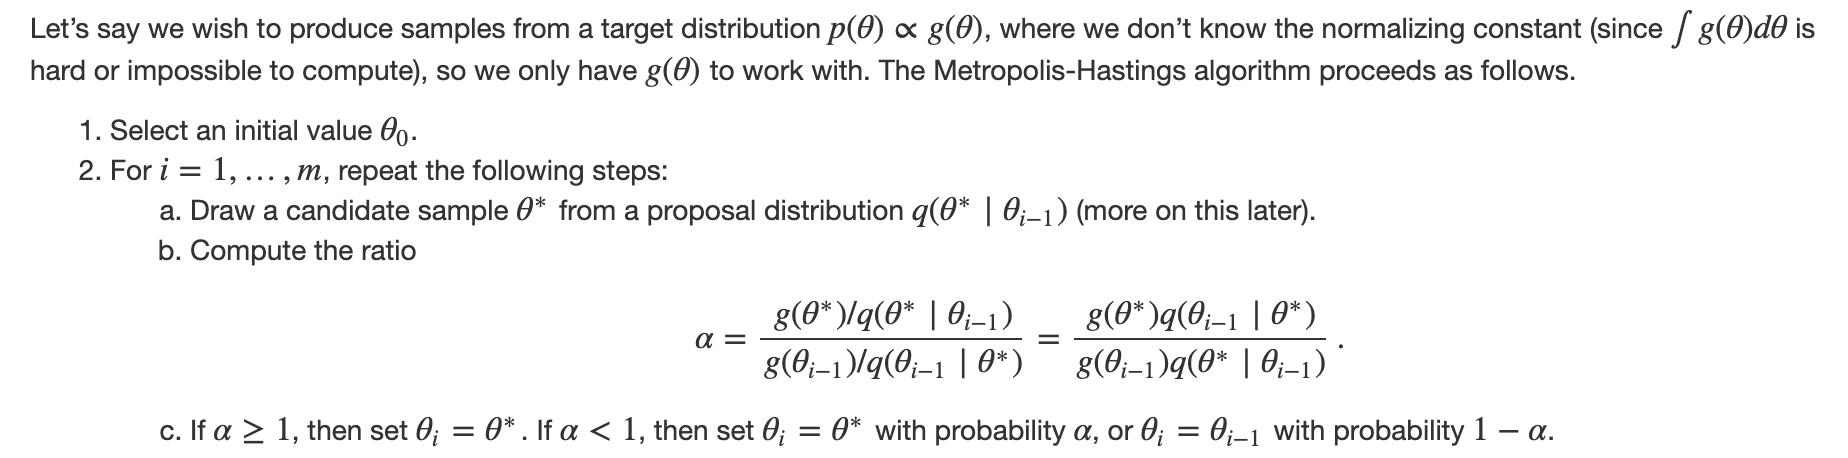 Let's say we wish to produce samples from a target distribution p(θ) ∝ g(θ), where we don't know the normalizing constant (since ∫ g(θ)dθ is
hard or impossible to compute), so we only have g(θ) to work with. The Metropolis-Hastings algorithm proceeds as follows.
1. Select an initial value θ₀.
2. For i = 1, … , m, repeat the following steps:
a. Draw a candidate sample θ* from a proposal distribution q(θ* | θᵢ₋₁) (more on this later).
b. Compute the ratio
α = g(θ*)/q(θ* | θᵢ₋₁) / g(θᵢ₋₁)/q(θᵢ₋₁ | θ*) = g(θ*)q(θᵢ₋₁ | θ*) / g(θᵢ₋₁)q(θ* | θᵢ₋₁) .
c. If α ≥ 1, then set θᵢ = θ*. If α < 1, then set θᵢ = θ* with probability α, or θᵢ = θᵢ₋₁ with probability 1 − α.